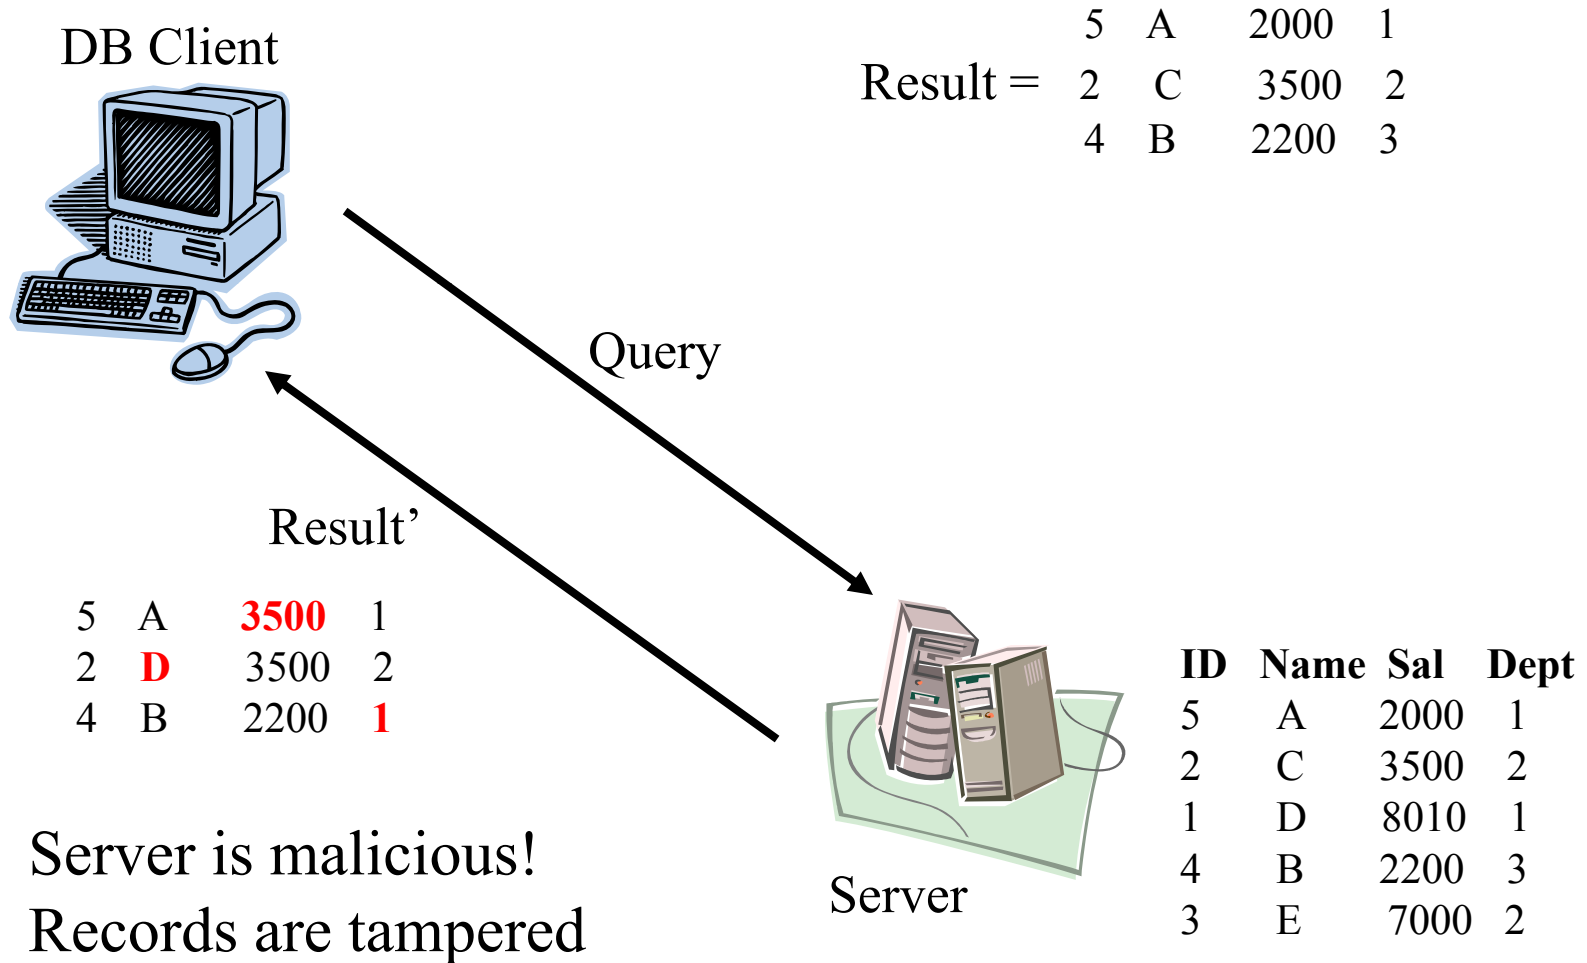 DB Client
5 A 2000 1
Result = 2 C 3500 2
4 B 2200 3
Query
Result’
5 A 3500 1
2 D 3500 2
4 B 2200 1
Server is malicious!
Records are tampered
Server
ID Name Sal Dept
5 A 2000 1
2 C 3500 2
1 D 8010 1
4 B 2200 3
3 E 7000 2